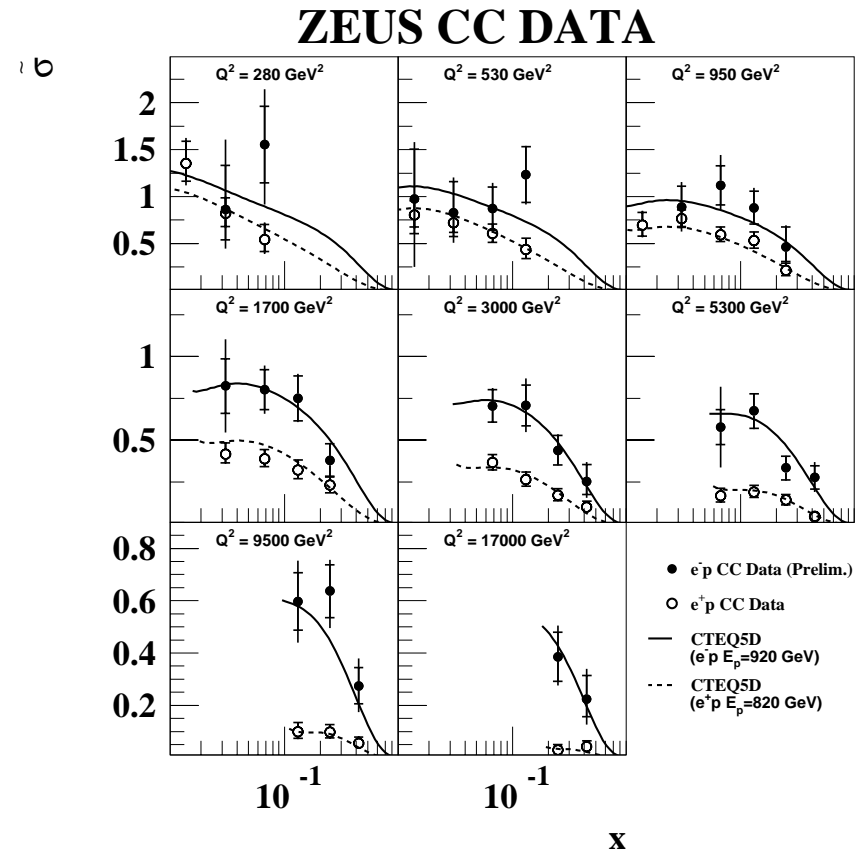 ZEUS CC DATA
σ̃
Q² = 280 GeV²
Q² = 530 GeV²
Q² = 950 GeV²
2
1.5
1
0.5
Q² = 1700 GeV²
Q² = 3000 GeV²
Q² = 5300 GeV²
1
0.5
Q² = 9500 GeV²
Q² = 17000 GeV²
0.8
0.6
0.4
0.2
e⁻p CC Data (Prelim.)
e⁺p CC Data
CTEQ5D
(e⁻p Eₚ=920 GeV)
CTEQ5D
(e⁺p Eₚ=820 GeV)
10⁻¹
10⁻¹
x